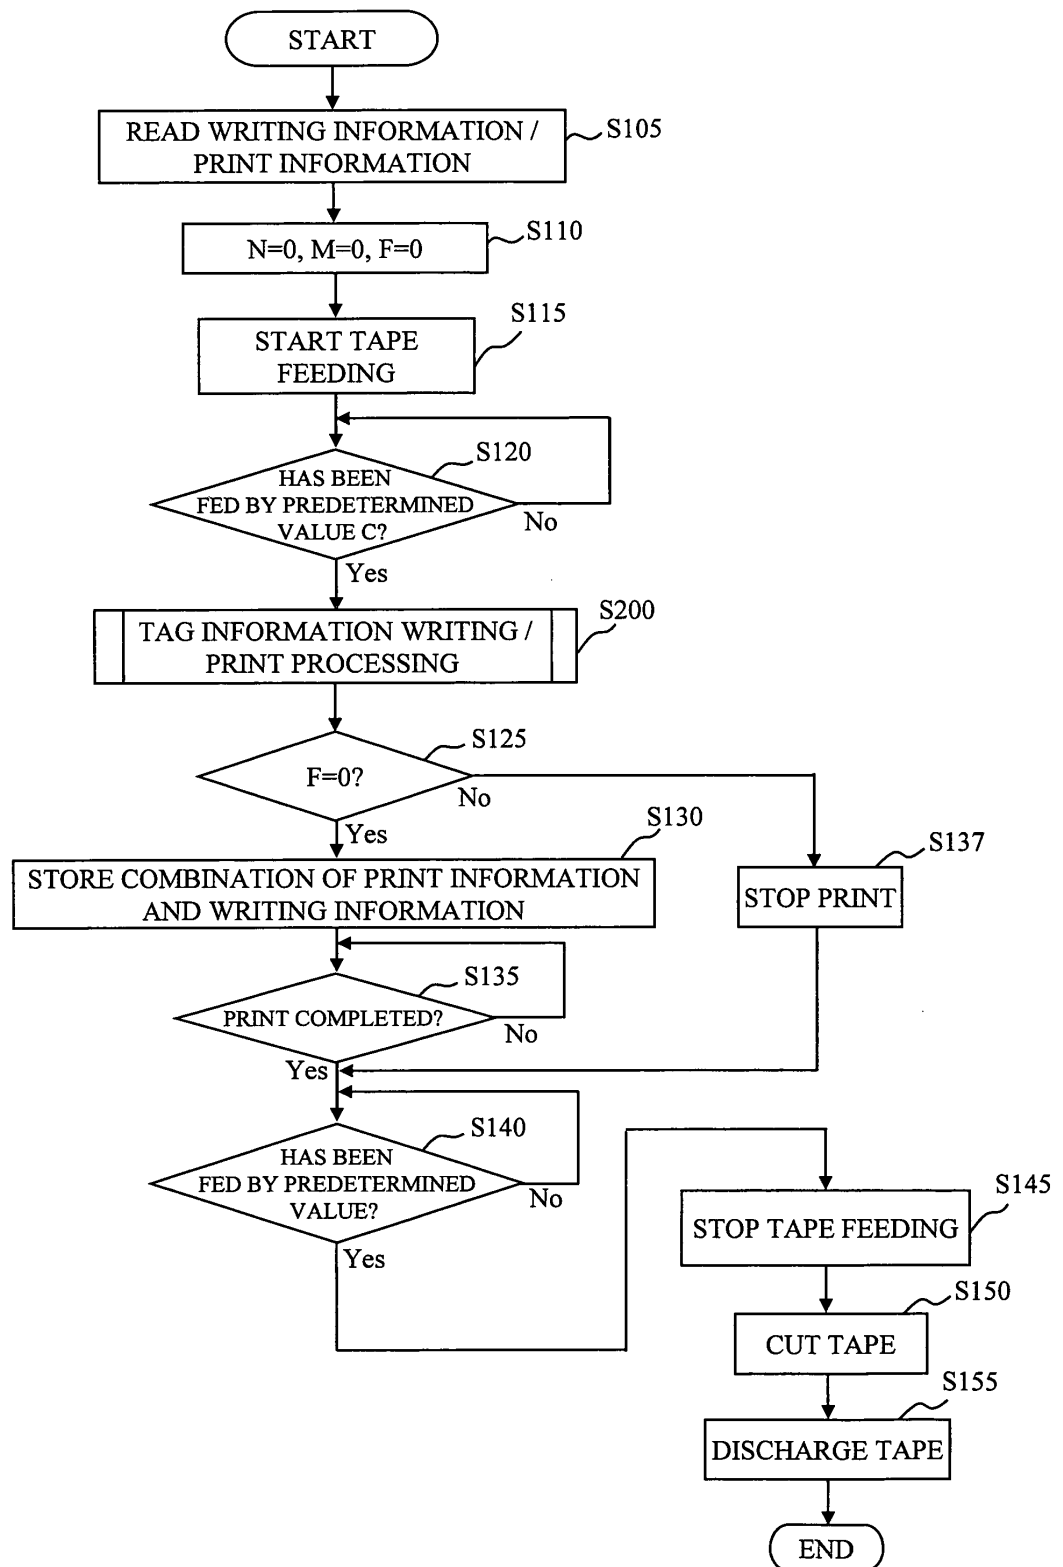 START
READ WRITING INFORMATION /
PRINT INFORMATION
S105
N=0, M=0, F=0
S110
START TAPE
FEEDING
S115
HAS BEEN
FED BY PREDETERMINED
VALUE C?
S120
No
Yes
TAG INFORMATION WRITING /
PRINT PROCESSING
S200
F=0?
S125
No
Yes
STORE COMBINATION OF PRINT INFORMATION
AND WRITING INFORMATION
S130
STOP PRINT
S137
PRINT COMPLETED?
S135
No
Yes
HAS BEEN
FED BY PREDETERMINED
VALUE?
S140
No
Yes
STOP TAPE FEEDING
S145
CUT TAPE
S150
DISCHARGE TAPE
S155
END